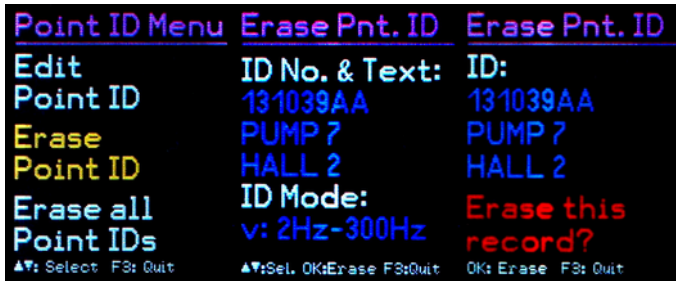 Point ID Menu
Edit
Point ID
Erase
Point ID
Erase all
Point IDs
▲▼: Select F3: Quit
Erase Pnt. ID
ID No. & Text:
131039AA
PUMP 7
HALL 2
ID Mode:
v: 2Hz-300Hz
▲▼:Sel. OK:Erase F3:Quit
Erase Pnt. ID
ID:
131039AA
PUMP 7
HALL 2
Erase this
record?
OK: Erase F3: Quit